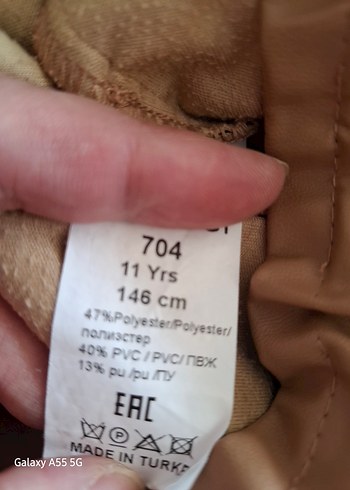 704
11 Yrs
146 cm
47%Polyester/Polyester/
полиэстер
40% PVC / PVC/ ПВЖ
13% pu /pu /ПУ
EAC
MADE IN TURK
Galaxy A55 5G